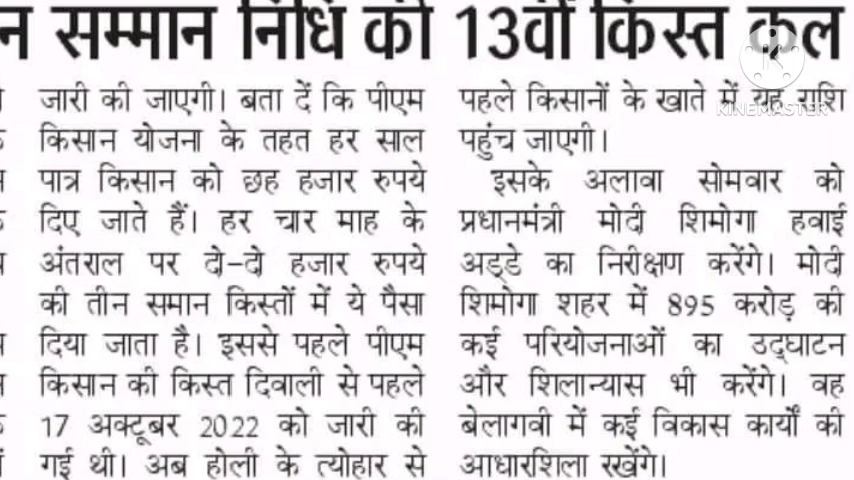 न सम्मान निधि की 13वीं किस्त कल
जारी की जाएगी। बता दें कि पीएम
किसान योजना के तहत हर साल
पात्र किसान को छह हजार रुपये
दिए जाते हैं। हर चार माह के
अंतराल पर दो-दो हजार रुपये
की तीन समान किस्तों में ये पैसा
दिया जाता है। इससे पहले पीएम
किसान की किस्त दिवाली से पहले
17 अक्टूबर 2022 को जारी की
गई थी। अब होली के त्योहार से
पहले किसानों के खाते में यह राशि
पहुंच जाएगी।
इसके अलावा सोमवार को
प्रधानमंत्री मोदी शिमोगा हवाई
अड्डे का निरीक्षण करेंगे। मोदी
शिमोगा शहर में 895 करोड़ की
कई परियोजनाओं का उद्घाटन
और शिलान्यास भी करेंगे। वह
बेलागवी में कई विकास कार्यों की
आधारशिला रखेंगे।
KINEMASTER